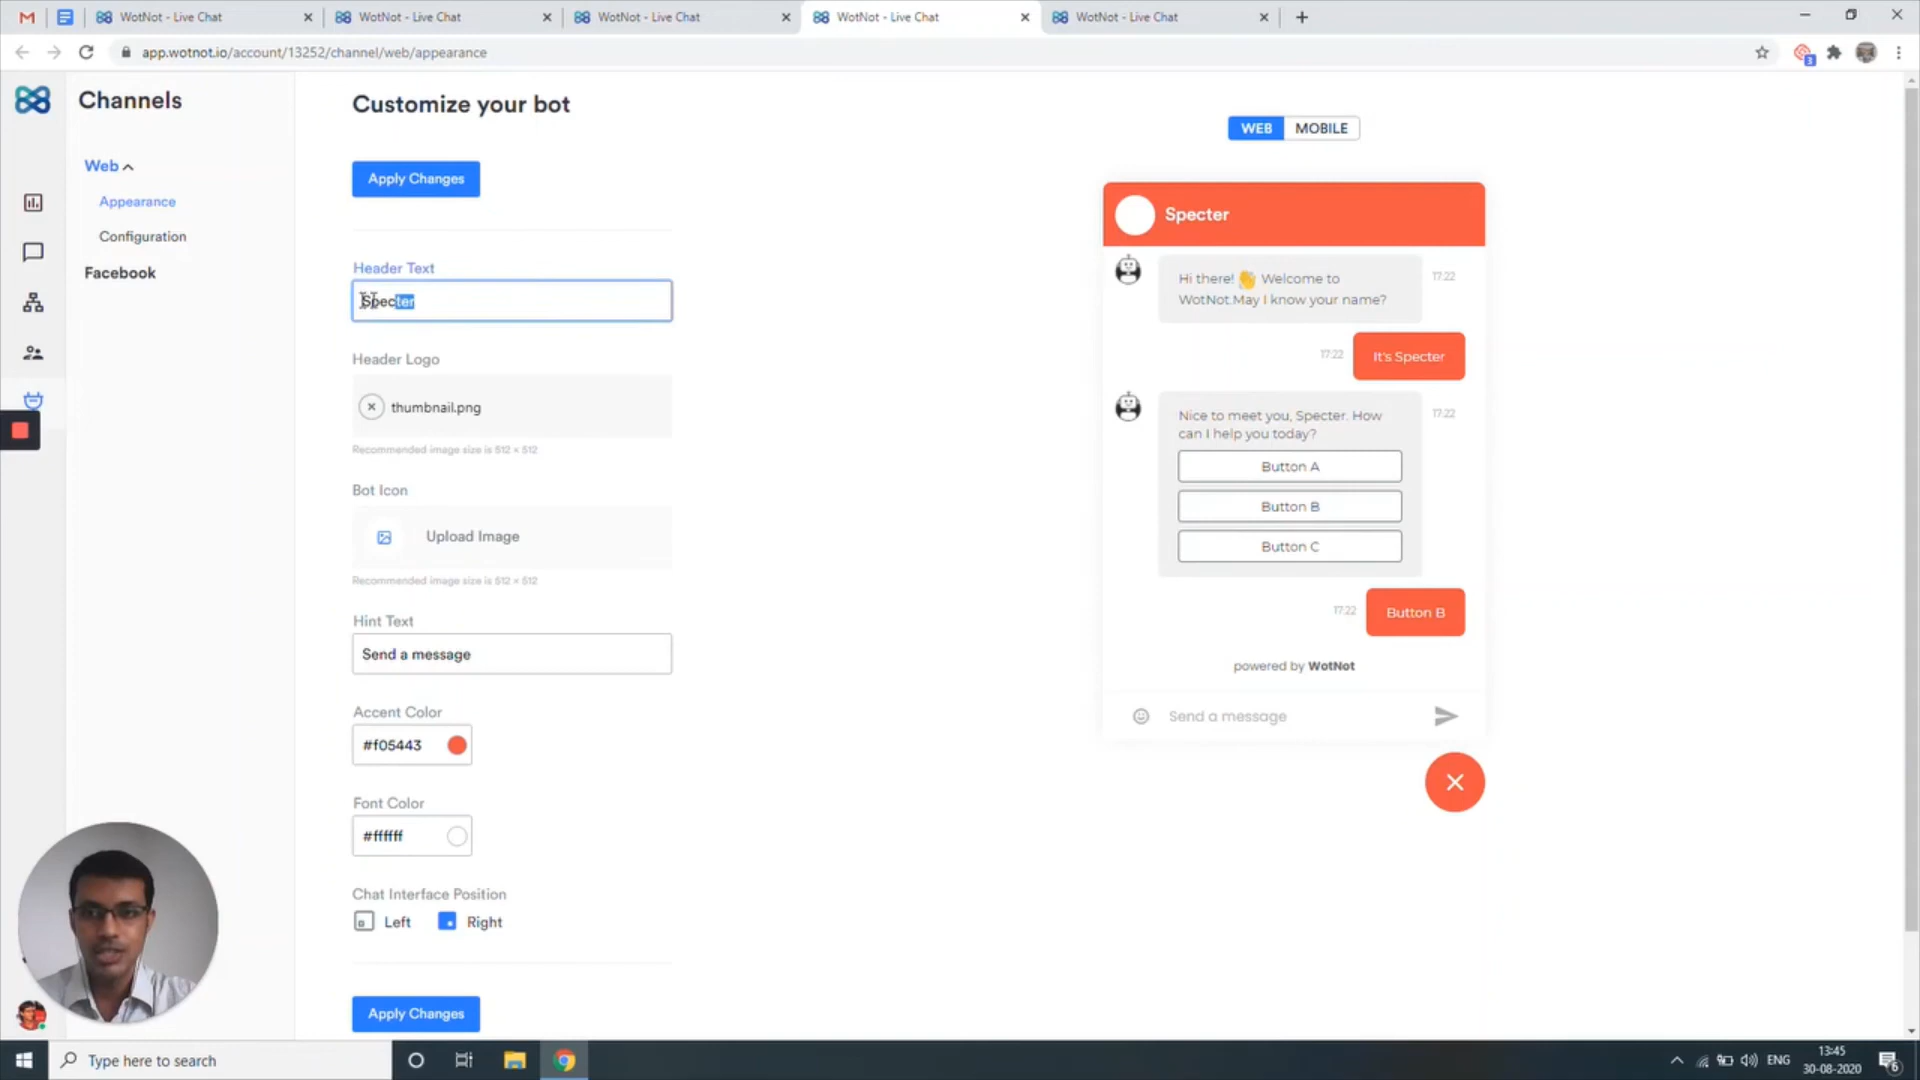 WotNot - Live Chat
WotNot - Live Chat
WotNot - Live Chat
WotNot - Live Chat
WotNot - Live Chat
app.wotnot.io/account/13252/channel/web/appearance
3
Channels
Web
Appearance
Configuration
Facebook
Customize your bot
Apply Changes
Header Text
Specter
Header Logo
thumbnail.png
Recommended image size is 512 × 512
Bot Icon
Upload Image
Recommended image size is 512 × 512
Hint Text
Send a message
Accent Color
#f05443
Font Color
#ffffff
Chat Interface Position
Left Right
Apply Changes
WEB MOBILE
Specter
Hi there! 👋 Welcome to
WotNot.May I know your name?
17:22
17:22
It's Specter
Nice to meet you, Specter. How
can I help you today?
17:22
Button A
Button B
Button C
17:22
Button B
powered by WotNot
Send a message
Type here to search
ENG
13:45
30-08-2020
6